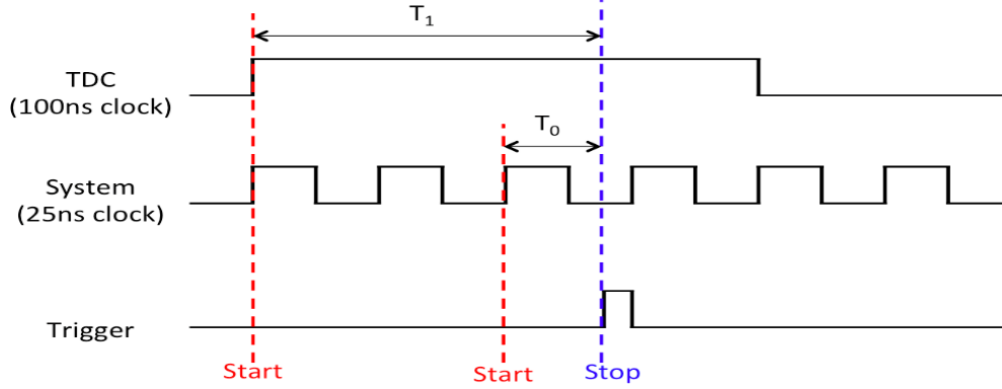 T1
TDC
(100ns clock)
T0
System
(25ns clock)
Trigger
Start
Start
Stop